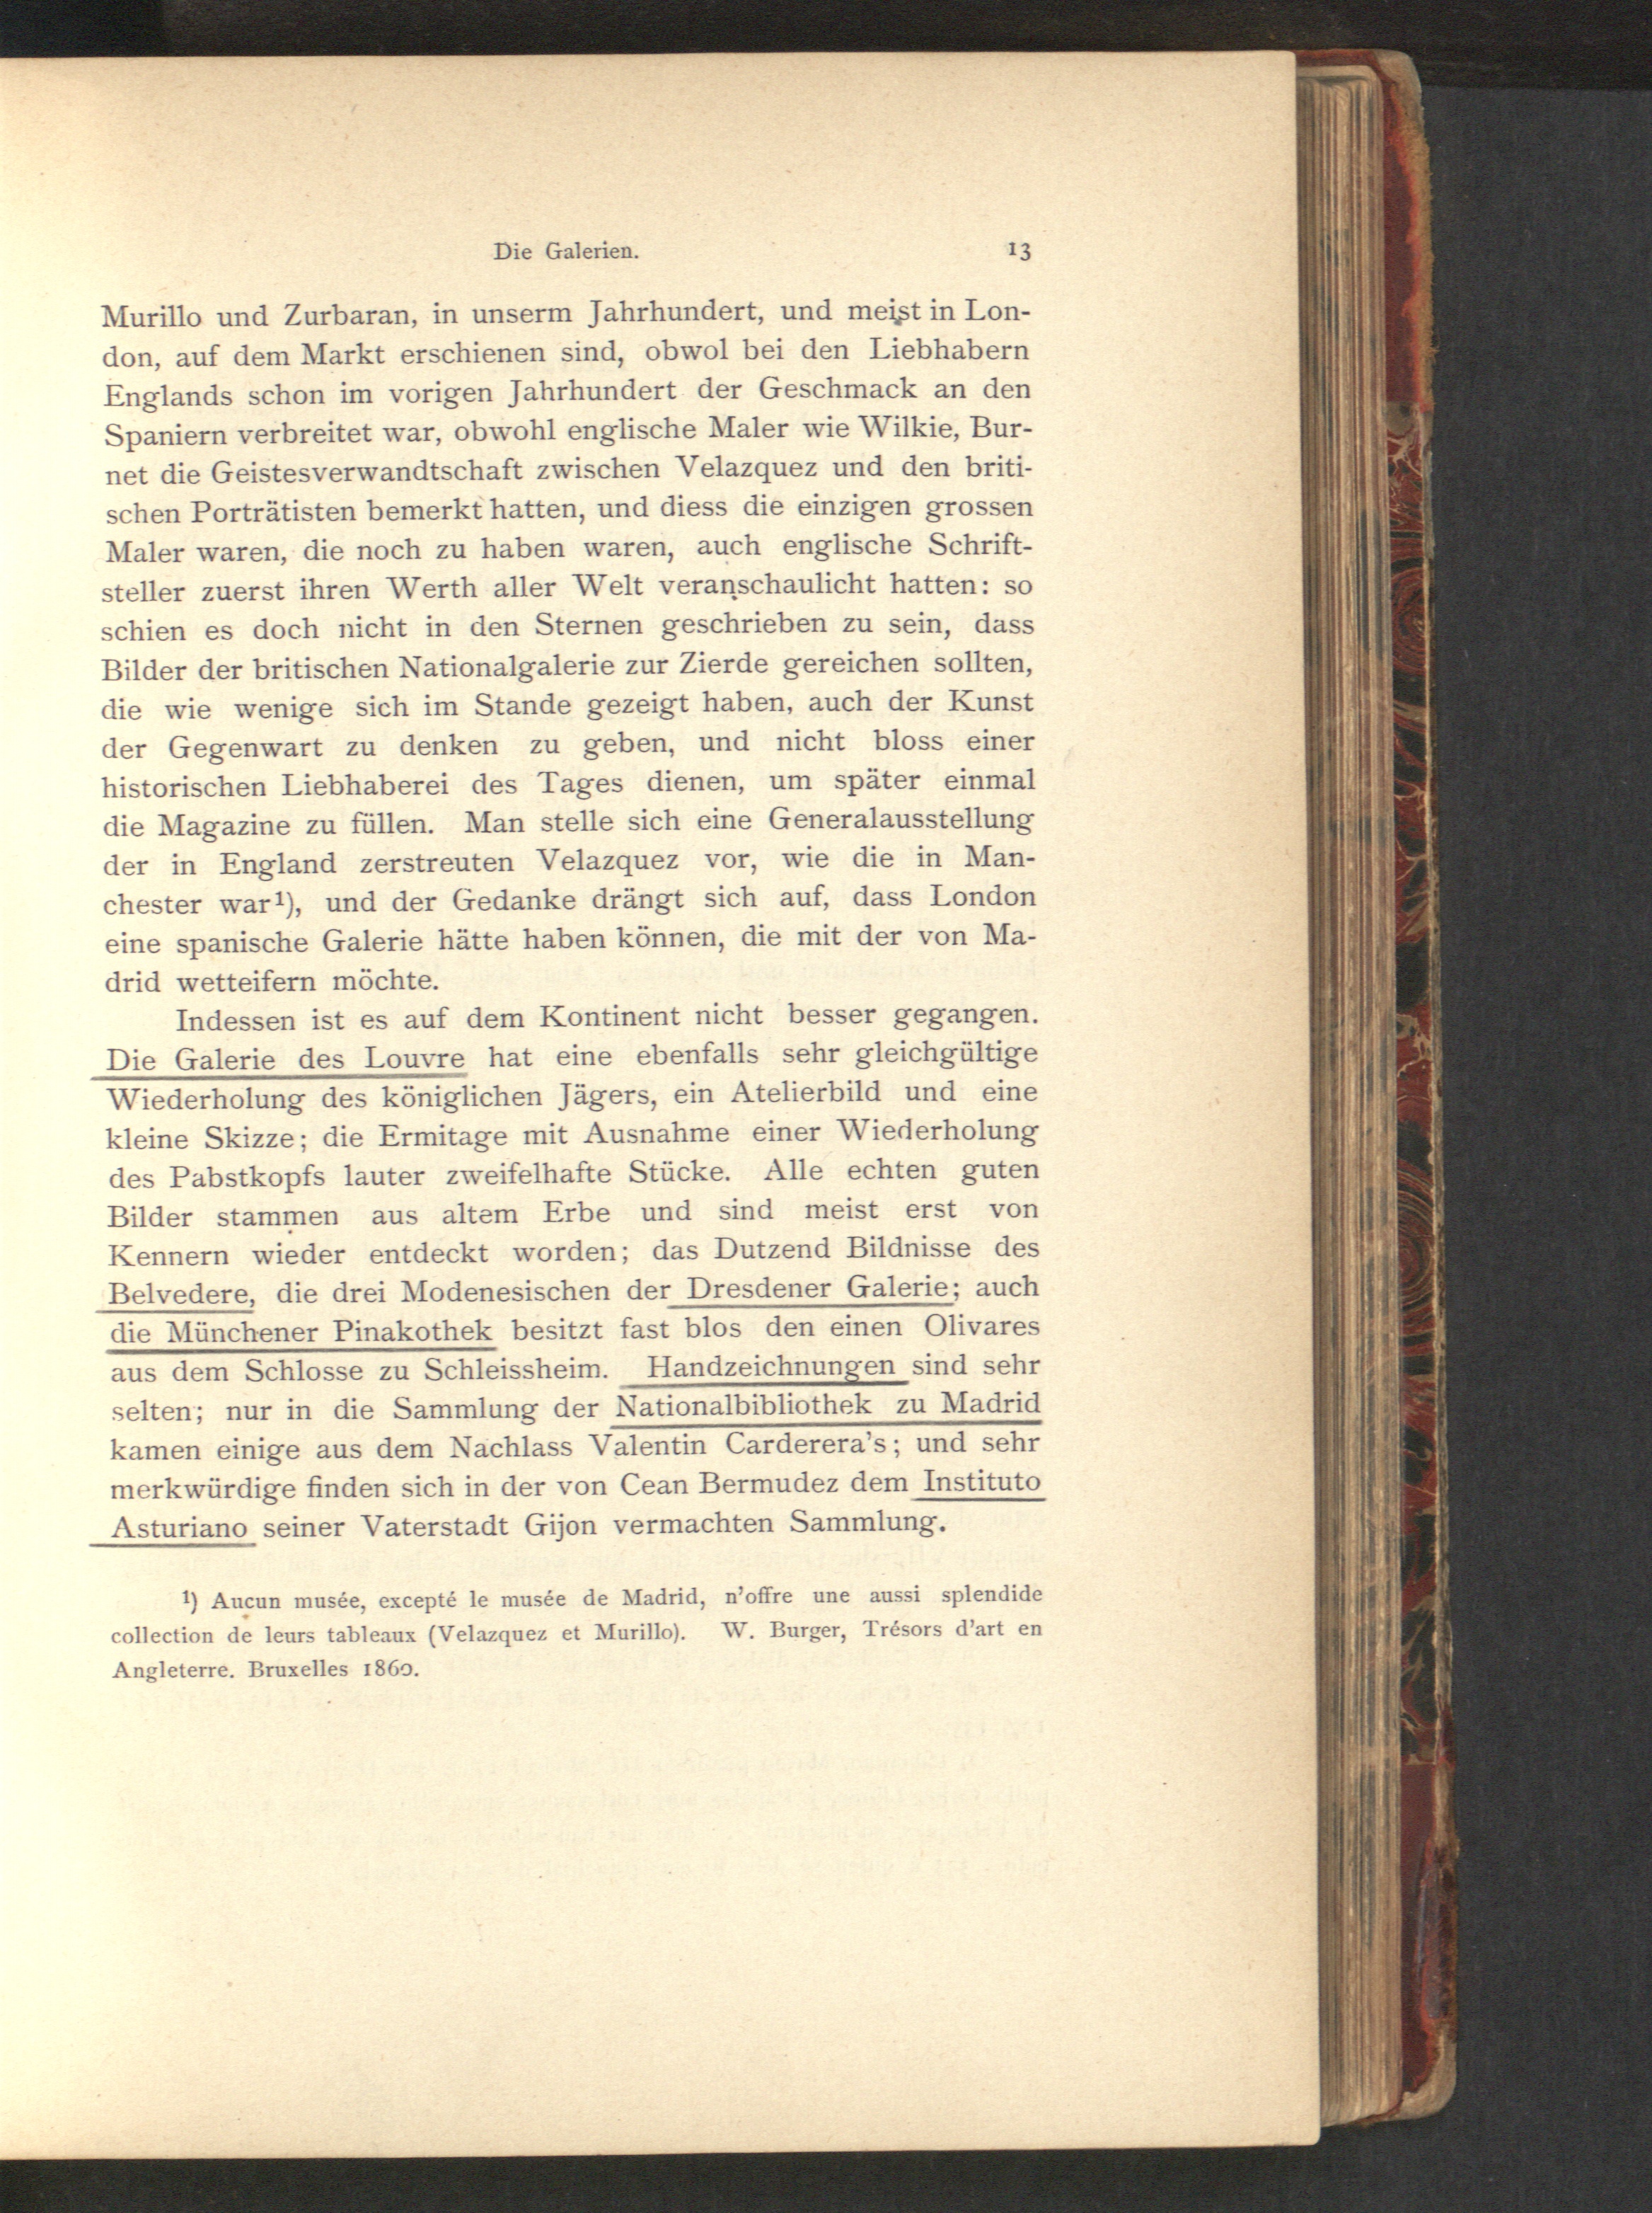 Die Galerien. 13
Murillo und Zurbaran, in unserm Jahrhundert, und meist in Lon-
don, auf dem Markt erschienen sind, obwol bei den Liebhabern
Englands schon im vorigen Jahrhundert der Geschmack an den
Spaniern verbreitet war, obwohl englische Maler wie Wilkie, Bur-
net die Geistesverwandtschaft zwischen Velazquez und den briti-
schen Porträtisten bemerkt hatten, und diess die einzigen grossen
Maler waren, die noch zu haben waren, auch englische Schrift-
steller zuerst ihren Werth aller Welt veranschaulicht hatten: so
schien es doch nicht in den Sternen geschrieben zu sein, dass
Bilder der britischen Nationalgalerie zur Zierde gereichen sollten,
die wie wenige sich im Stande gezeigt haben, auch der Kunst
der Gegenwart zu denken zu geben, und nicht bloss einer
historischen Liebhaberei des Tages dienen, um später einmal
die Magazine zu füllen. Man stelle sich eine Generalausstellung
der in England zerstreuten Velazquez vor, wie die in Man-
chester war¹), und der Gedanke drängt sich auf, dass London
eine spanische Galerie hätte haben können, die mit der von Ma-
drid wetteifern möchte.
Indessen ist es auf dem Kontinent nicht besser gegangen.
Die Galerie des Louvre hat eine ebenfalls sehr gleichgültige
Wiederholung des königlichen Jägers, ein Atelierbild und eine
kleine Skizze; die Ermitage mit Ausnahme einer Wiederholung
des Pabstkopfs lauter zweifelhafte Stücke. Alle echten guten
Bilder stammen aus altem Erbe und sind meist erst von
Kennern wieder entdeckt worden; das Dutzend Bildnisse des
Belvedere, die drei Modenesischen der Dresdener Galerie; auch
die Münchener Pinakothek besitzt fast blos den einen Olivares
aus dem Schlosse zu Schleissheim. Handzeichnungen sind sehr
selten; nur in die Sammlung der Nationalbibliothek zu Madrid
kamen einige aus dem Nachlass Valentin Carderera's; und sehr
merkwürdige finden sich in der von Cean Bermudez dem Instituto
Asturiano seiner Vaterstadt Gijon vermachten Sammlung.
¹) Aucun musée, excepté le musée de Madrid, n'offre une aussi splendide
collection de leurs tableaux (Velazquez et Murillo). W. Burger, Trésors d'art en
Angleterre. Bruxelles 1860.